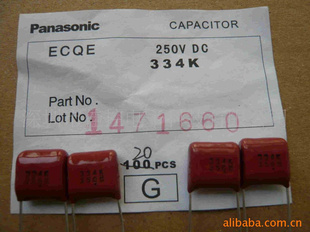 Panasonic CAPACITOR
ECQE 250V DC
334K
Part No.
Lot No.
1471660
20
100 PCS
G
alibaba.com.cn